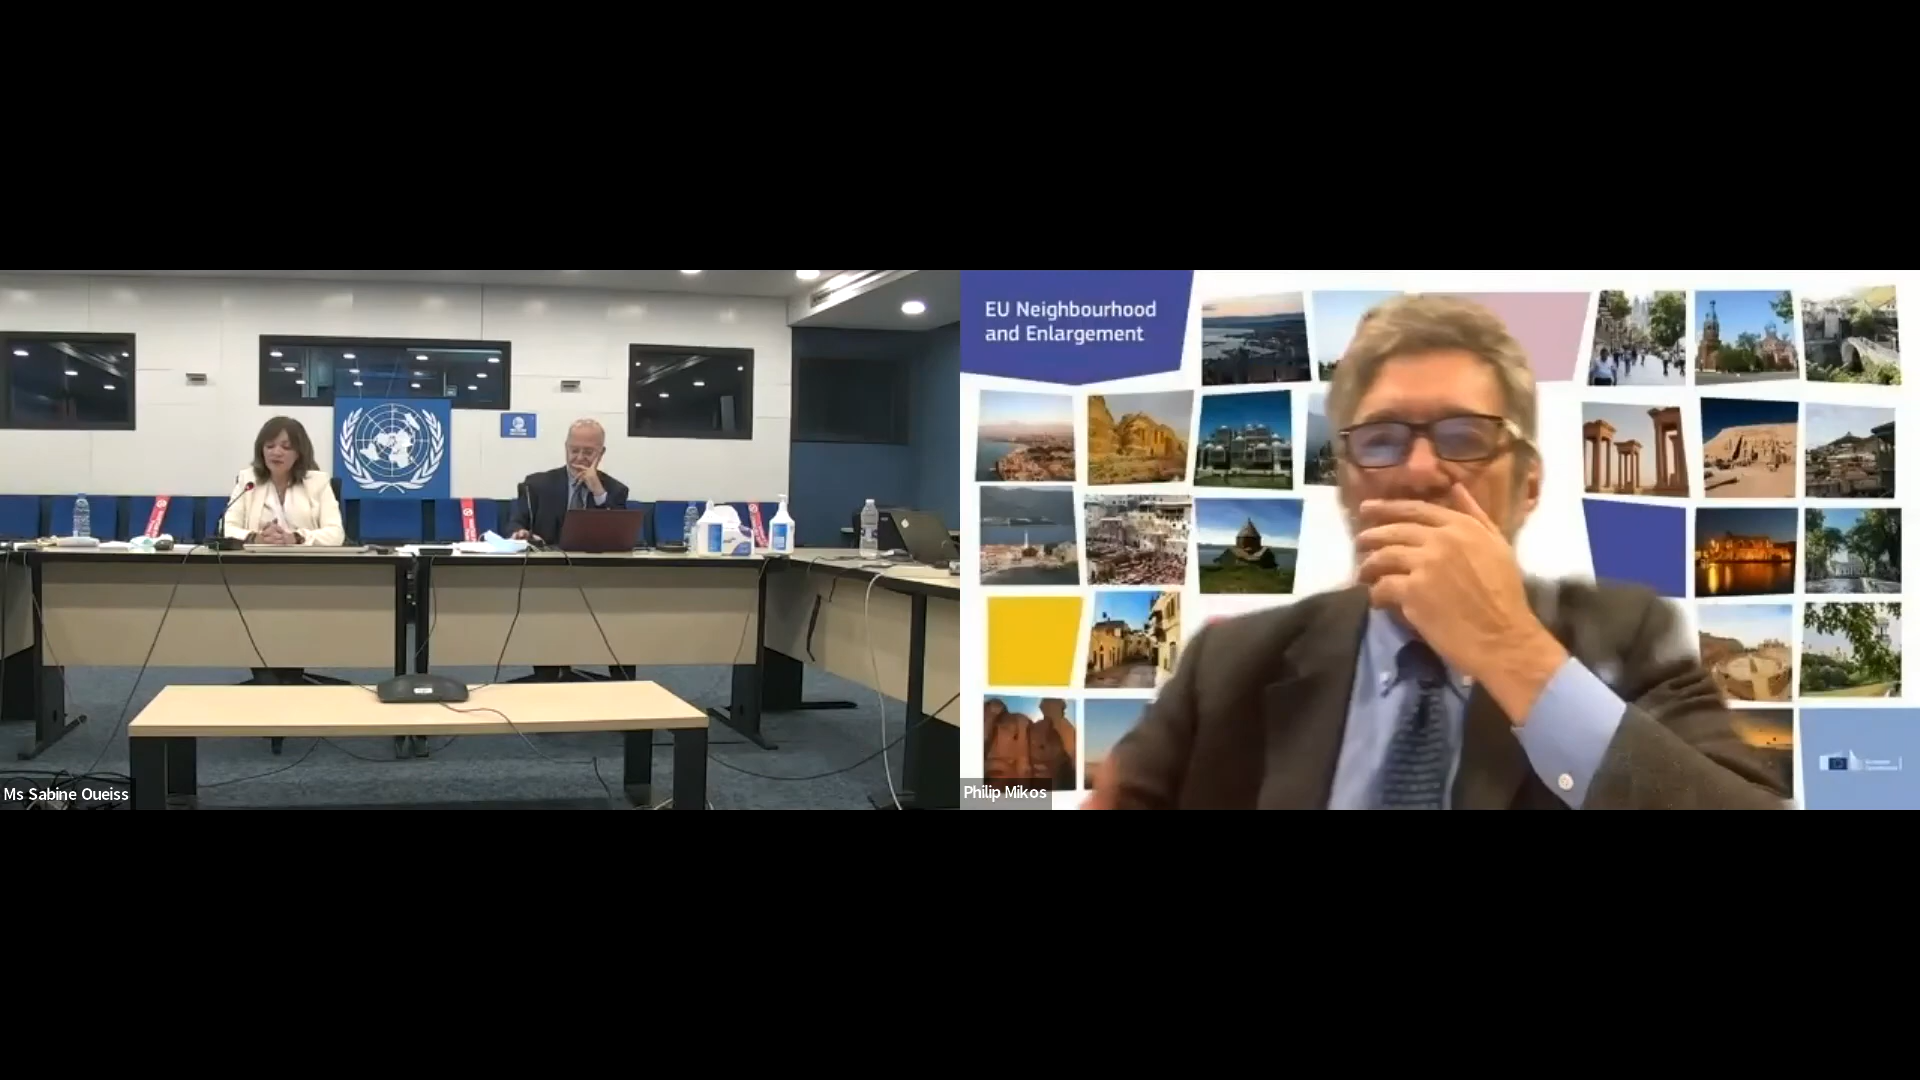 EU Neighbourhood
and Enlargement
Ms Sabine Oueiss
Philip Mikos